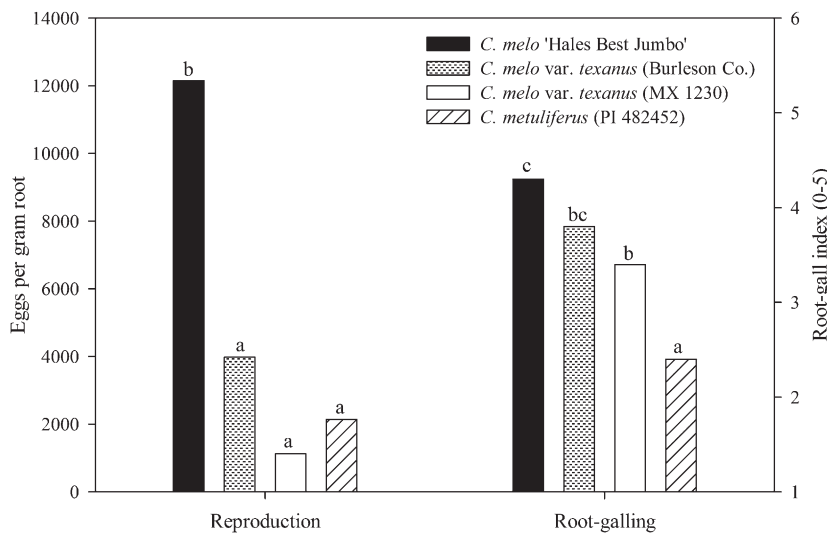 14000
12000
10000
8000
6000
4000
2000
0
Eggs per gram root
b
a
a
a
c
bc
b
a
C. melo 'Hales Best Jumbo'
C. melo var. texanus (Burleson Co.)
C. melo var. texanus (MX 1230)
C. metuliferus (PI 482452)
6
5
4
3
2
1
Root-gall index (0-5)
Reproduction
Root-galling